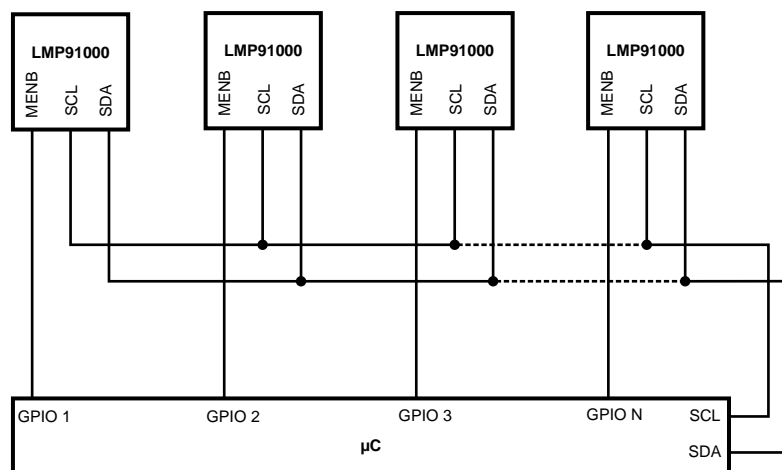 LMP91000 LMP91000 LMP91000 LMP91000
MENB SCL SDA MENB SCL SDA MENB SCL SDA MENB SCL SDA
GPIO 1 GPIO 2 GPIO 3 GPIO N SCL
µC
SDA